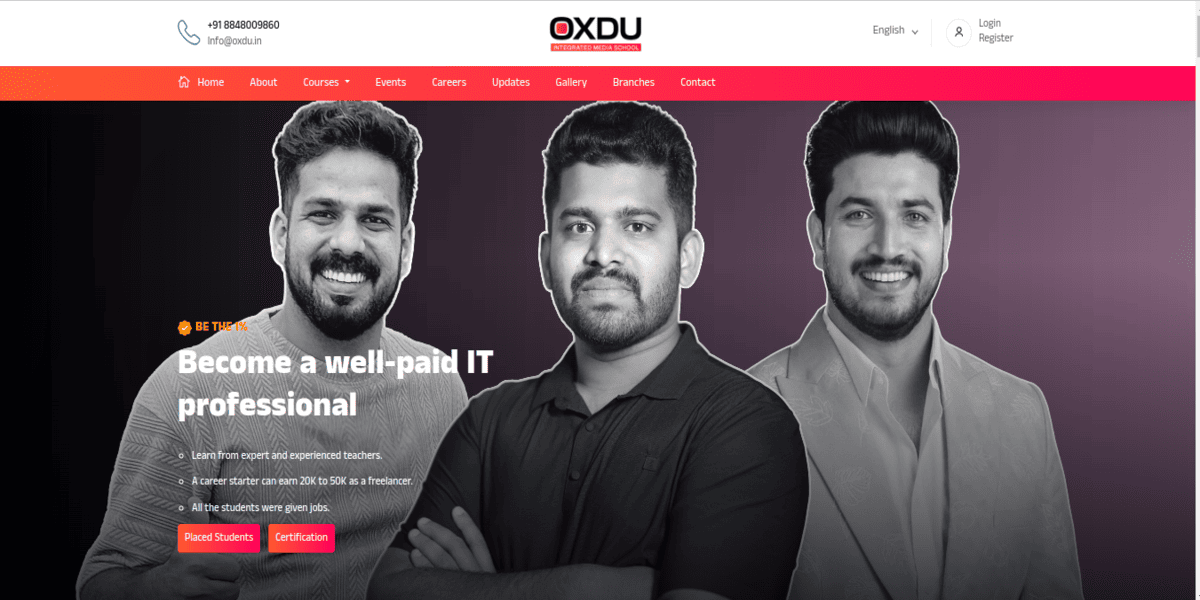 +91 8848009860
Info@oxdu.in
OXDU
INTEGRATED MEDIA SCHOOL
English
Login
Register
Home About Courses Events Careers Updates Gallery Branches Contact
BE THE 1%
Become a well-paid IT
professional
Learn from expert and experienced teachers.
A career starter can earn 20K to 50K as a freelancer.
All the students were given jobs.
Placed Students Certification